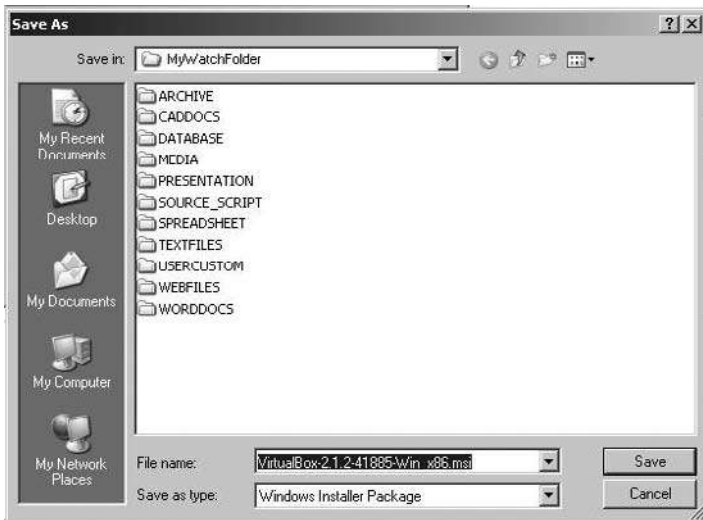 Save As
Save in:
MyWatchFolder
My Recent
Documents
Desktop
My Documents
My Computer
My Network
Places
ARCHIVE
CADDOCS
DATABASE
MEDIA
PRESENTATION
SOURCE_SCRIPT
SPREADSHEET
TEXTFILES
USERCUSTOM
WEBFILES
WORDDOCS
File name:
VirtualBox-2.1.2-41885-Win_x86.msi
Save
Save as type:
Windows Installer Package
Cancel